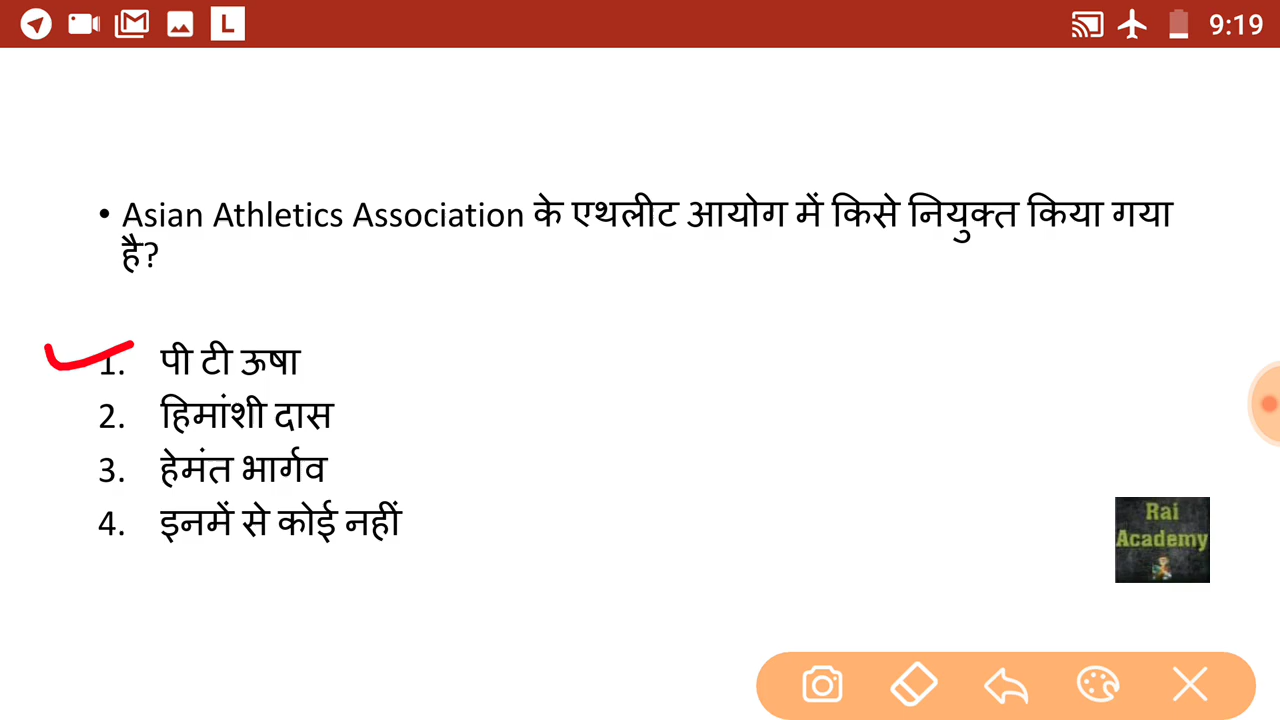 L
9:19
• Asian Athletics Association के एथलीट आयोग में किसे नियुक्त किया गया
है?
1. पी टी ऊषा
2. हिमांशी दास
3. हेमंत भार्गव
4. इनमें से कोई नहीं
Rai
Academy